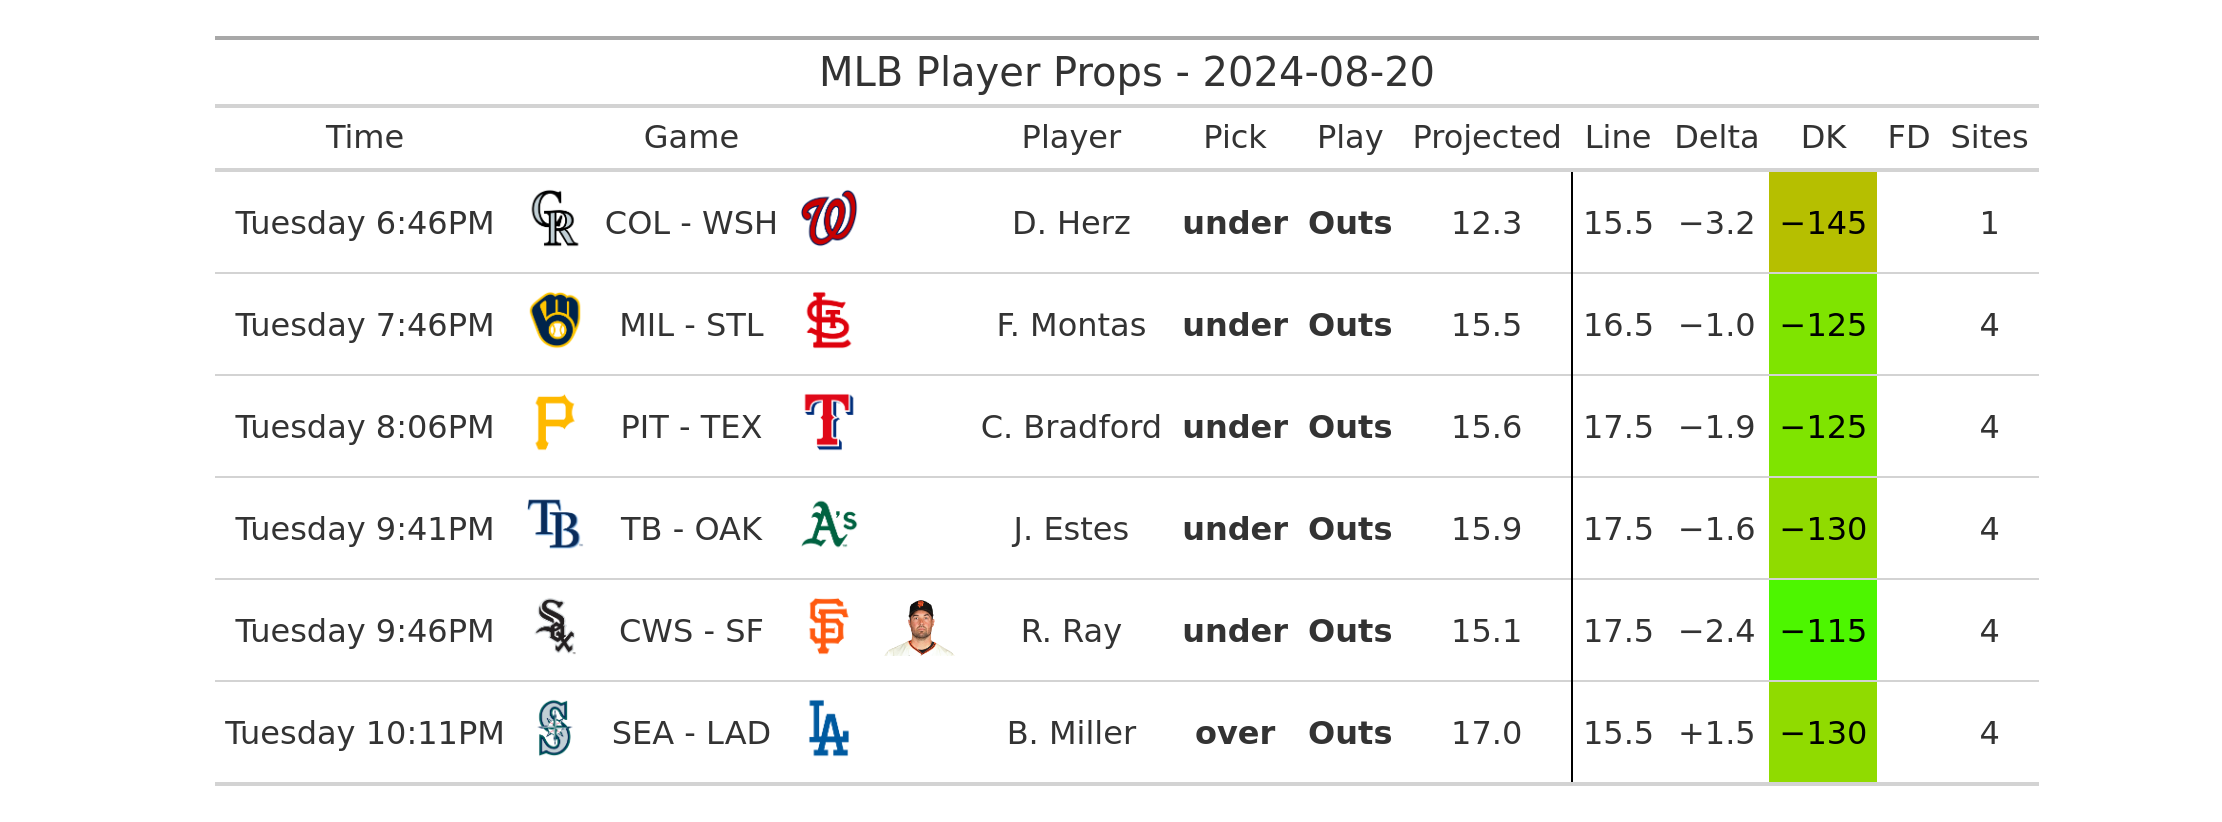 MLB Player Props - 2024-08-20
Time Game Player Pick Play Projected Line Delta DK FD Sites
Tuesday 6:46PM COL - WSH D. Herz under Outs 12.3 15.5 −3.2 −145 1
Tuesday 7:46PM MIL - STL F. Montas under Outs 15.5 16.5 −1.0 −125 4
Tuesday 8:06PM PIT - TEX C. Bradford under Outs 15.6 17.5 −1.9 −125 4
Tuesday 9:41PM TB - OAK J. Estes under Outs 15.9 17.5 −1.6 −130 4
Tuesday 9:46PM CWS - SF R. Ray under Outs 15.1 17.5 −2.4 −115 4
Tuesday 10:11PM SEA - LAD B. Miller over Outs 17.0 15.5 +1.5 −130 4